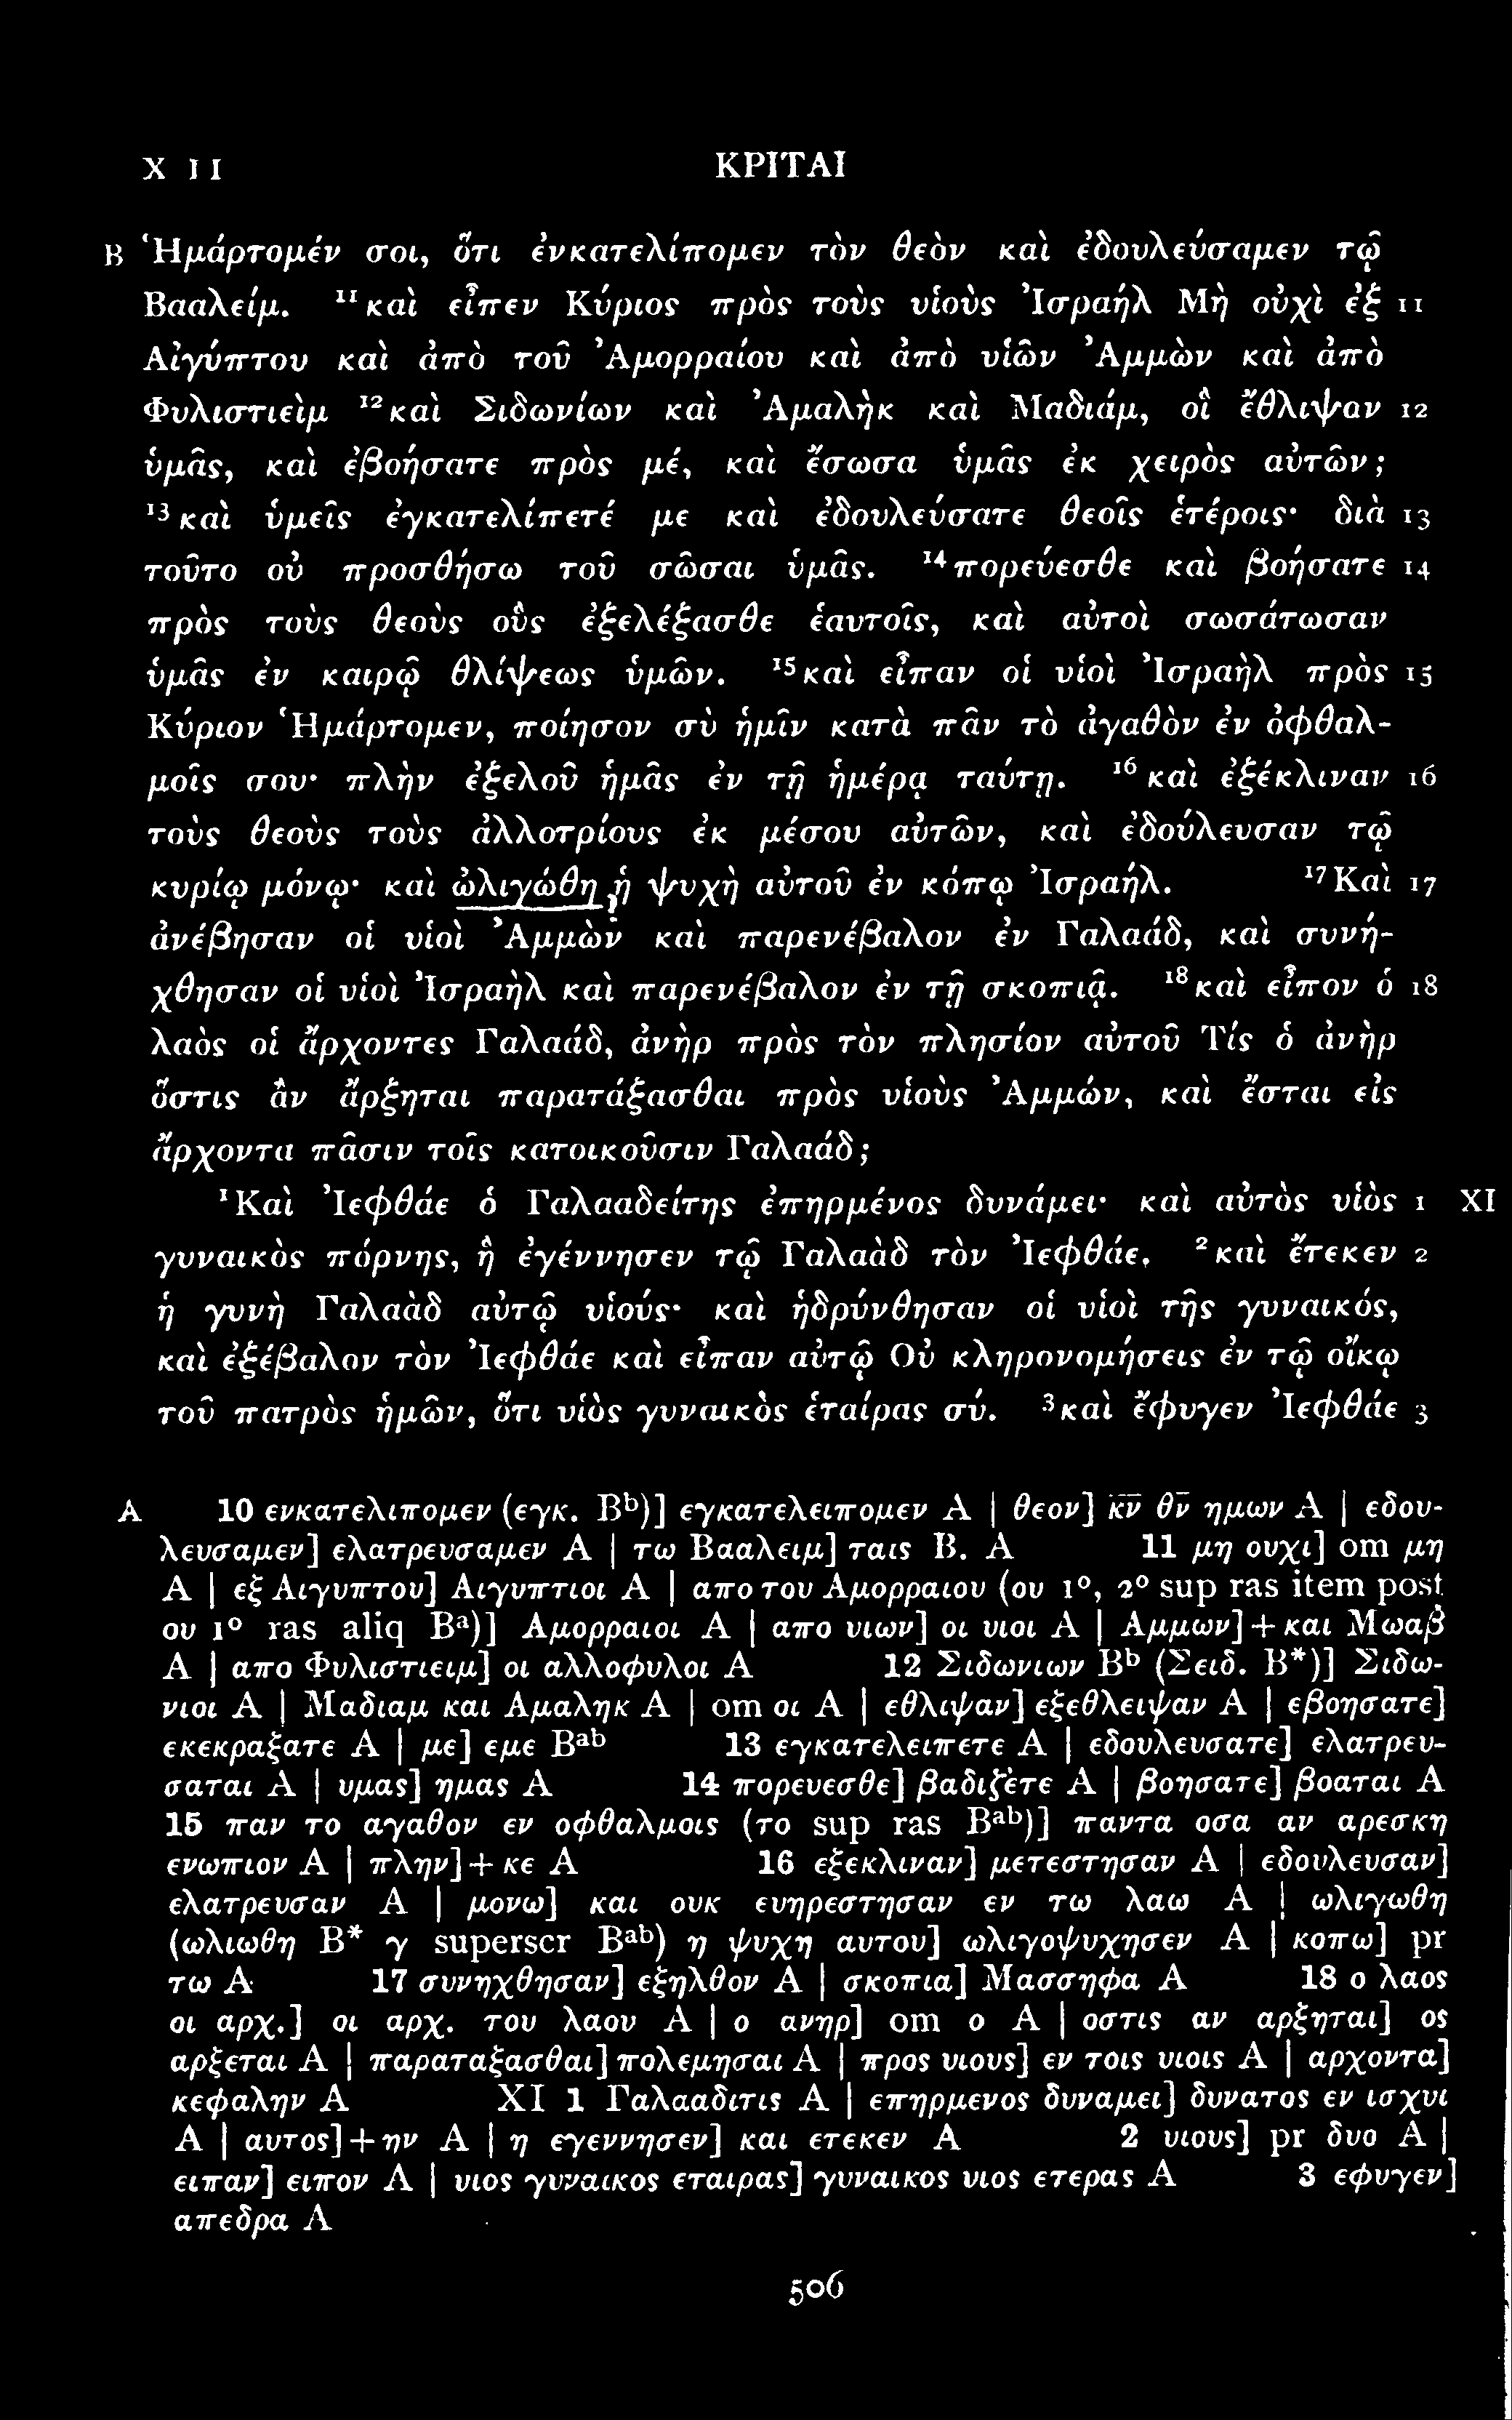 X II ΚΡΙΤΑΙ
B Ἡμάρτομέν σοι, ὅτι ἐνκατελίπομεν τὸν θεὸν καὶ ἐδουλεύσαμεν τῷ
Βααλείμ. ¹¹καὶ εἶπεν Κύριος πρὸς τοὺς υἱοὺς Ἰσραήλ Μὴ οὐχὶ ἐξ 11
Αἰγύπτου καὶ ἀπὸ τοῦ Ἀμορραίου καὶ ἀπὸ υἱῶν Ἀμμὼν καὶ ἀπὸ
Φυλιστιεὶμ ¹²καὶ Σιδωνίων καὶ Ἀμαλὴκ καὶ Μαδιάμ, οἳ ἔθλιψαν 12
ὑμᾶς, καὶ ἐβοήσατε πρὸς μέ, καὶ ἔσωσα ὑμᾶς ἐκ χειρὸς αὐτῶν;
¹³καὶ ὑμεῖς ἐγκατελίπετέ με καὶ ἐδουλεύσατε θεοῖς ἑτέροις· διὰ 13
τοῦτο οὐ προσθήσω τοῦ σῶσαι ὑμᾶς. ¹⁴πορεύεσθε καὶ βοήσατε 14
πρὸς τοὺς θεοὺς οὓς ἐξελέξασθε ἑαυτοῖς, καὶ αὐτοὶ σωσάτωσαν
ὑμᾶς ἐν καιρῷ θλίψεως ὑμῶν. ¹⁵καὶ εἶπαν οἱ υἱοὶ Ἰσραὴλ πρὸς 15
Κύριον Ἡμάρτομεν, ποίησον σὺ ἡμῖν κατὰ πᾶν τὸ ἀγαθὸν ἐν ὀφθαλ-
μοῖς σου· πλὴν ἐξελοῦ ἡμᾶς ἐν τῇ ἡμέρᾳ ταύτῃ. ¹⁶καὶ ἐξέκλιναν 16
τοὺς θεοὺς τοὺς ἀλλοτρίους ἐκ μέσου αὐτῶν, καὶ ἐδούλευσαν τῷ
κυρίῳ μόνῳ· καὶ ὠλιγώθη ἡ ψυχὴ αὐτοῦ ἐν κόπῳ Ἰσραήλ. ¹⁷Καὶ 17
ἀνέβησαν οἱ υἱοὶ Ἀμμὼν καὶ παρενέβαλον ἐν Γαλαάδ, καὶ συνή-
χθησαν οἱ υἱοὶ Ἰσραὴλ καὶ παρενέβαλον ἐν τῇ σκοπιᾷ. ¹⁸καὶ εἶπον ὁ 18
λαὸς οἱ ἄρχοντες Γαλαάδ, ἀνὴρ πρὸς τὸν πλησίον αὐτοῦ Τίς ὁ ἀνὴρ
ὅστις ἂν ἄρξηται παρατάξασθαι πρὸς υἱοὺς Ἀμμών, καὶ ἔσται εἰς
ἄρχοντα πᾶσιν τοῖς κατοικοῦσιν Γαλαάδ;
¹Καὶ Ἰεφθάε ὁ Γαλααδείτης ἐπηρμένος δυνάμει· καὶ αὐτὸς υἱὸς 1 XI
γυναικὸς πόρνης, ἣ ἐγέννησεν τῷ Γαλαὰδ τὸν Ἰεφθάε. ²καὶ ἔτεκεν 2
ἡ γυνὴ Γαλαὰδ αὐτῷ υἱούς· καὶ ἡδρύνθησαν οἱ υἱοὶ τῆς γυναικός,
καὶ ἐξέβαλον τὸν Ἰεφθάε καὶ εἶπαν αὐτῷ Οὐ κληρονομήσεις ἐν τῷ οἴκῳ
τοῦ πατρὸς ἡμῶν, ὅτι υἱὸς γυναικὸς ἑταίρας σύ. ³καὶ ἔφυγεν Ἰεφθάε 3
A 10 ενκατελιπομεν (εγκ. Bᵇ)] εγκατελειπομεν A | θεον] κ̅ν̅ θ̅ν̅ ημων A | εδου-
λευσαμεν] ελατρευσαμεν A | τω Βααλειμ] ταις Β. A 11 μη ουχι] om μη
A | εξ Αιγυπτου] Αιγυπτιοι A | απο του Αμορραιου (ου 1°, 2° sup ras item post
ου 1° ras aliq Bᵃ)] Αμορραιοι A | απο υιων] οι υιοι A | Αμμων]+και Μωαβ
A | απο Φυλιστιειμ] οι αλλοφυλοι A 12 Σιδωνιων Bᵇ (Σειδ. B*)] Σιδω-
νιοι A | Μαδιαμ και Αμαληκ A | om οι A | εθλιψαν] εξεθλειψαν A | εβοησατε]
εκεκραξατε A | με] εμε Bᵃᵇ 13 εγκατελειπετε A | εδουλευσατε] ελατρευ-
σαται A | υμας] ημας A 14 πορευεσθε] βαδιζετε A | βοησατε] βοαται A
15 παν το αγαθον εν οφθαλμοις (το sup ras Bᵃᵇ)] παντα οσα αν αρεσκη
ενωπιον A | πλην]+κε A 16 εξεκλιναν] μετεστησαν A | εδουλευσαν]
ελατρευσαν A | μονω] και ουκ ευηρεστησαν εν τω λαω A | ωλιγωθη
(ωλιωθη B* γ superscr Bᵃᵇ) η ψυχη αυτου] ωλιγοψυχησεν A | κοπω] pr
τω A 17 συνηχθησαν] εξηλθον A | σκοπια] Μασσηφα A 18 ο λαος
οι αρχ.] οι αρχ. του λαου A | ο ανηρ] om ο A | οστις αν αρξηται] ος
αρξεται A | παραταξασθαι] πολεμησαι A | προς υιους] εν τοις υιοις A | αρχοντα]
κεφαλην A XI 1 Γαλααδιτις A | επηρμενος δυναμει] δυνατος εν ισχυι
A | αυτος]+ην A | η εγεννησεν] και ετεκεν A 2 υιους] pr δυο A |
ειπαν] ειπον A | υιος γυναικος εταιρας] γυναικος υιος ετερας A 3 εφυγεν]
απεδρα A
506